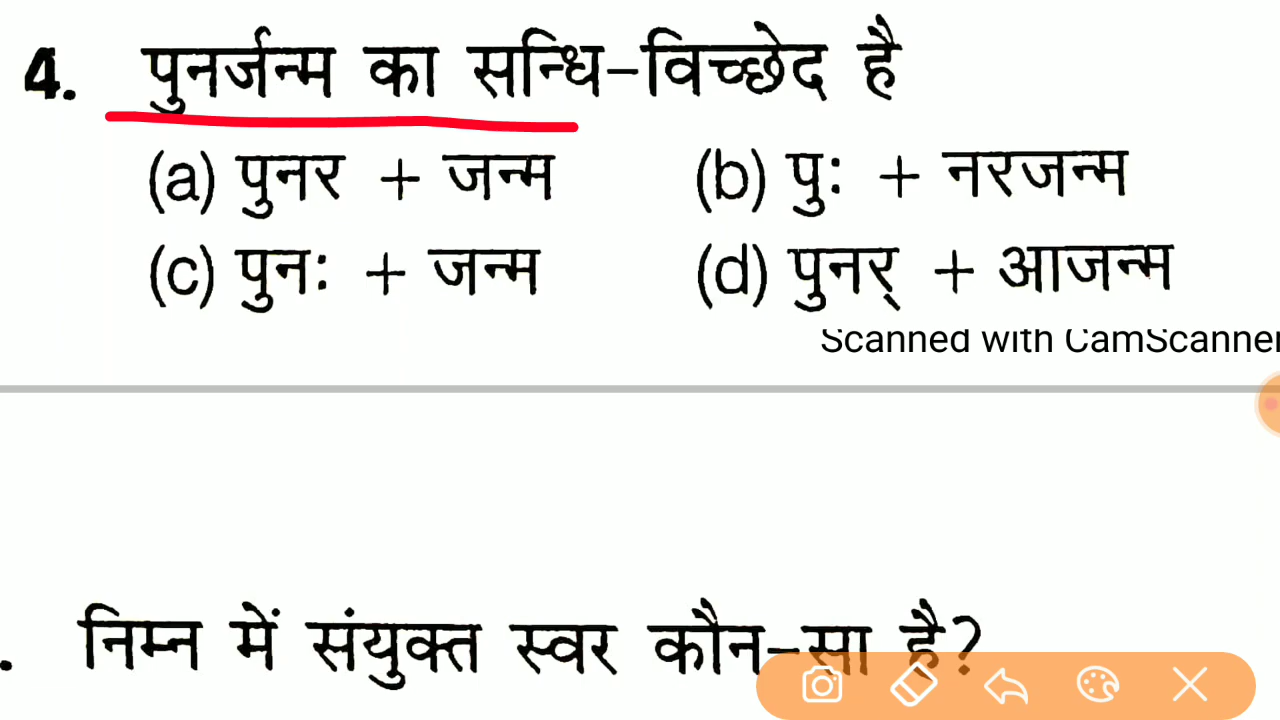 4. पुनर्जन्म का सन्धि-विच्छेद है
(a) पुनर + जन्म (b) पुः + नरजन्म
(c) पुनः + जन्म (d) पुनर् + आजन्म
Scanned with CamScanner
. निम्न में संयुक्त स्वर कौन-सा है?